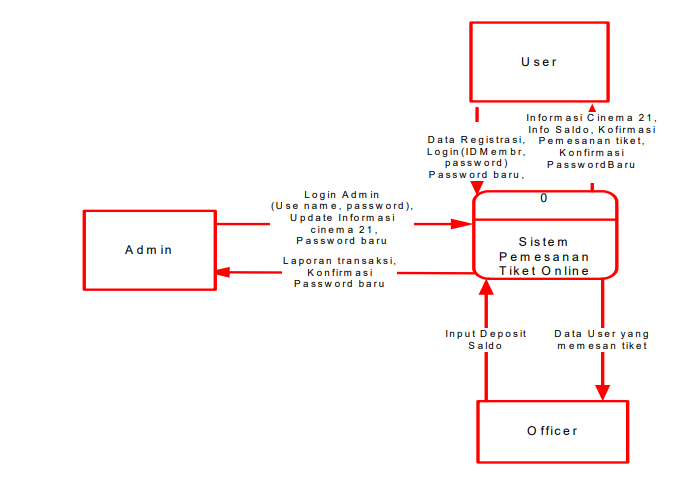 User
Informasi Cinema 21,
Info Saldo, Kofirmasi
Pemesanan tiket,
Konfirmasi
PasswordBaru
Data Registrasi,
Login(IDMembr,
password)
Password baru,
0
Sistem
Pemesanan
Tiket Online
Login Admin
(Use name, password),
Update Informasi
cinema 21,
Password baru
Admin
Laporan transaksi,
Konfirmasi
Password baru
Input Deposit
Saldo
Data User yang
memesan tiket
Officer